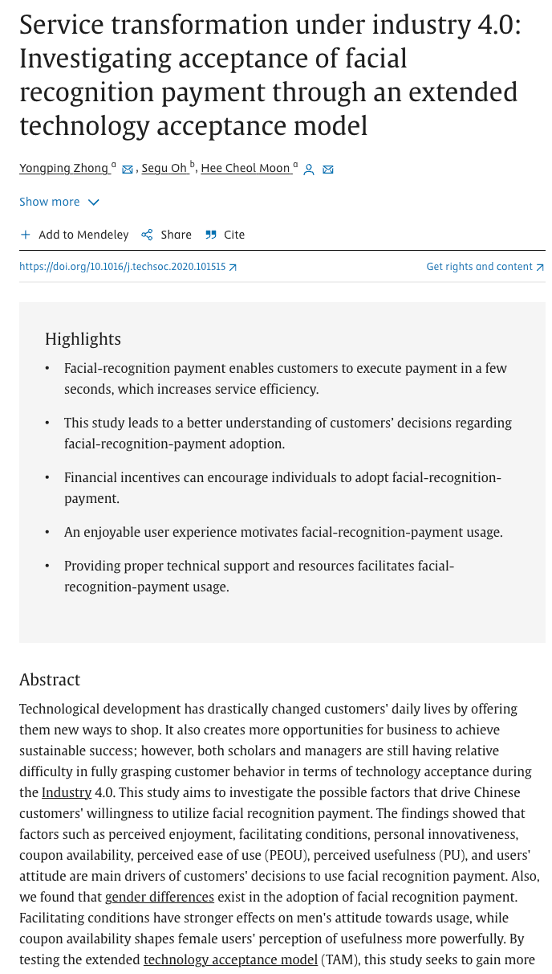 Service transformation under industry 4.0:
Investigating acceptance of facial
recognition payment through an extended
technology acceptance model
Yongping Zhong a , Segu Oh b, Hee Cheol Moon a
Show more
+ Add to Mendeley Share Cite
https://doi.org/10.1016/j.techsoc.2020.101515 Get rights and content
Highlights
• Facial-recognition payment enables customers to execute payment in a few
seconds, which increases service efficiency.
• This study leads to a better understanding of customers' decisions regarding
facial-recognition-payment adoption.
• Financial incentives can encourage individuals to adopt facial-recognition-
payment.
• An enjoyable user experience motivates facial-recognition-payment usage.
• Providing proper technical support and resources facilitates facial-
recognition-payment usage.
Abstract
Technological development has drastically changed customers' daily lives by offering
them new ways to shop. It also creates more opportunities for business to achieve
sustainable success; however, both scholars and managers are still having relative
difficulty in fully grasping customer behavior in terms of technology acceptance during
the Industry 4.0. This study aims to investigate the possible factors that drive Chinese
customers' willingness to utilize facial recognition payment. The findings showed that
factors such as perceived enjoyment, facilitating conditions, personal innovativeness,
coupon availability, perceived ease of use (PEOU), perceived usefulness (PU), and users'
attitude are main drivers of customers' decisions to use facial recognition payment. Also,
we found that gender differences exist in the adoption of facial recognition payment.
Facilitating conditions have stronger effects on men's attitude towards usage, while
coupon availability shapes female users' perception of usefulness more powerfully. By
testing the extended technology acceptance model (TAM), this study seeks to gain more